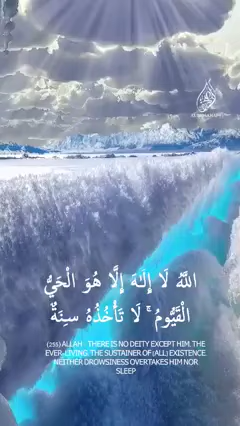 اللَّهُ لَا إِلَٰهَ إِلَّا هُوَ الْحَيُّ
الْقَيُّومُ ۚ لَا تَأْخُذُهُ سِنَةٌ
(255) ALLAH - THERE IS NO DEITY EXCEPT HIM, THE
EVER-LIVING, THE SUSTAINER OF (ALL) EXISTENCE.
NEITHER DROWSINESS OVERTAKES HIM NOR
SLEEP